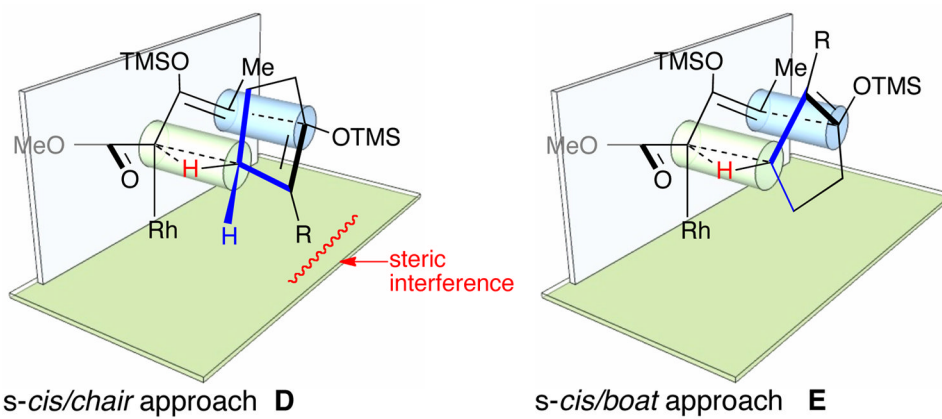 TMSO
Me
MeO
O
H
OTMS
Rh
H
R
steric
interference
s-cis/chair approach D
R
TMSO
Me
OTMS
MeO
O
H
Rh
s-cis/boat approach E